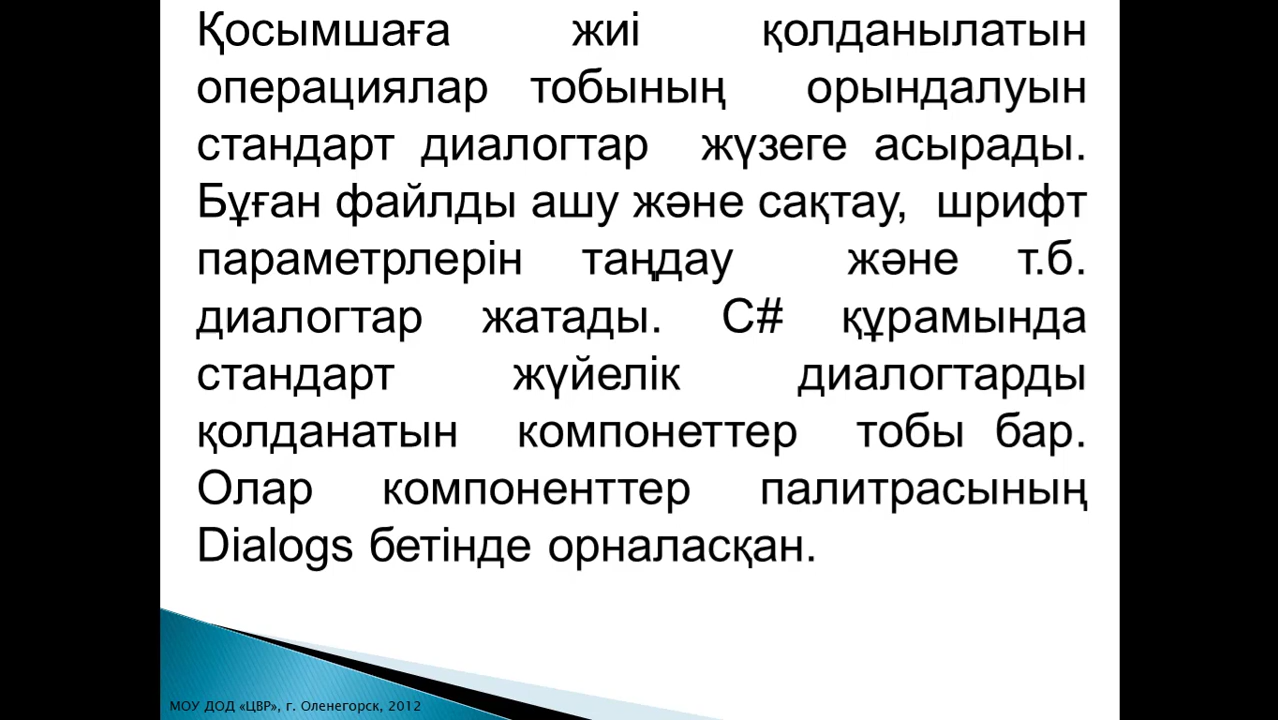 Қосымшаға жиі қолданылатын
операциялар тобының орындалуын
стандарт диалогтар жүзеге асырады.
Бұған файлды ашу және сақтау, шрифт
параметрлерін таңдау және т.б.
диалогтар жатады. C# құрамында
стандарт жүйелік диалогтарды
қолданатын компонеттер тобы бар.
Олар компоненттер палитрасының
Dialogs бетінде орналасқан.
МОУ ДОД «ЦВР», г. Оленегорск, 2012